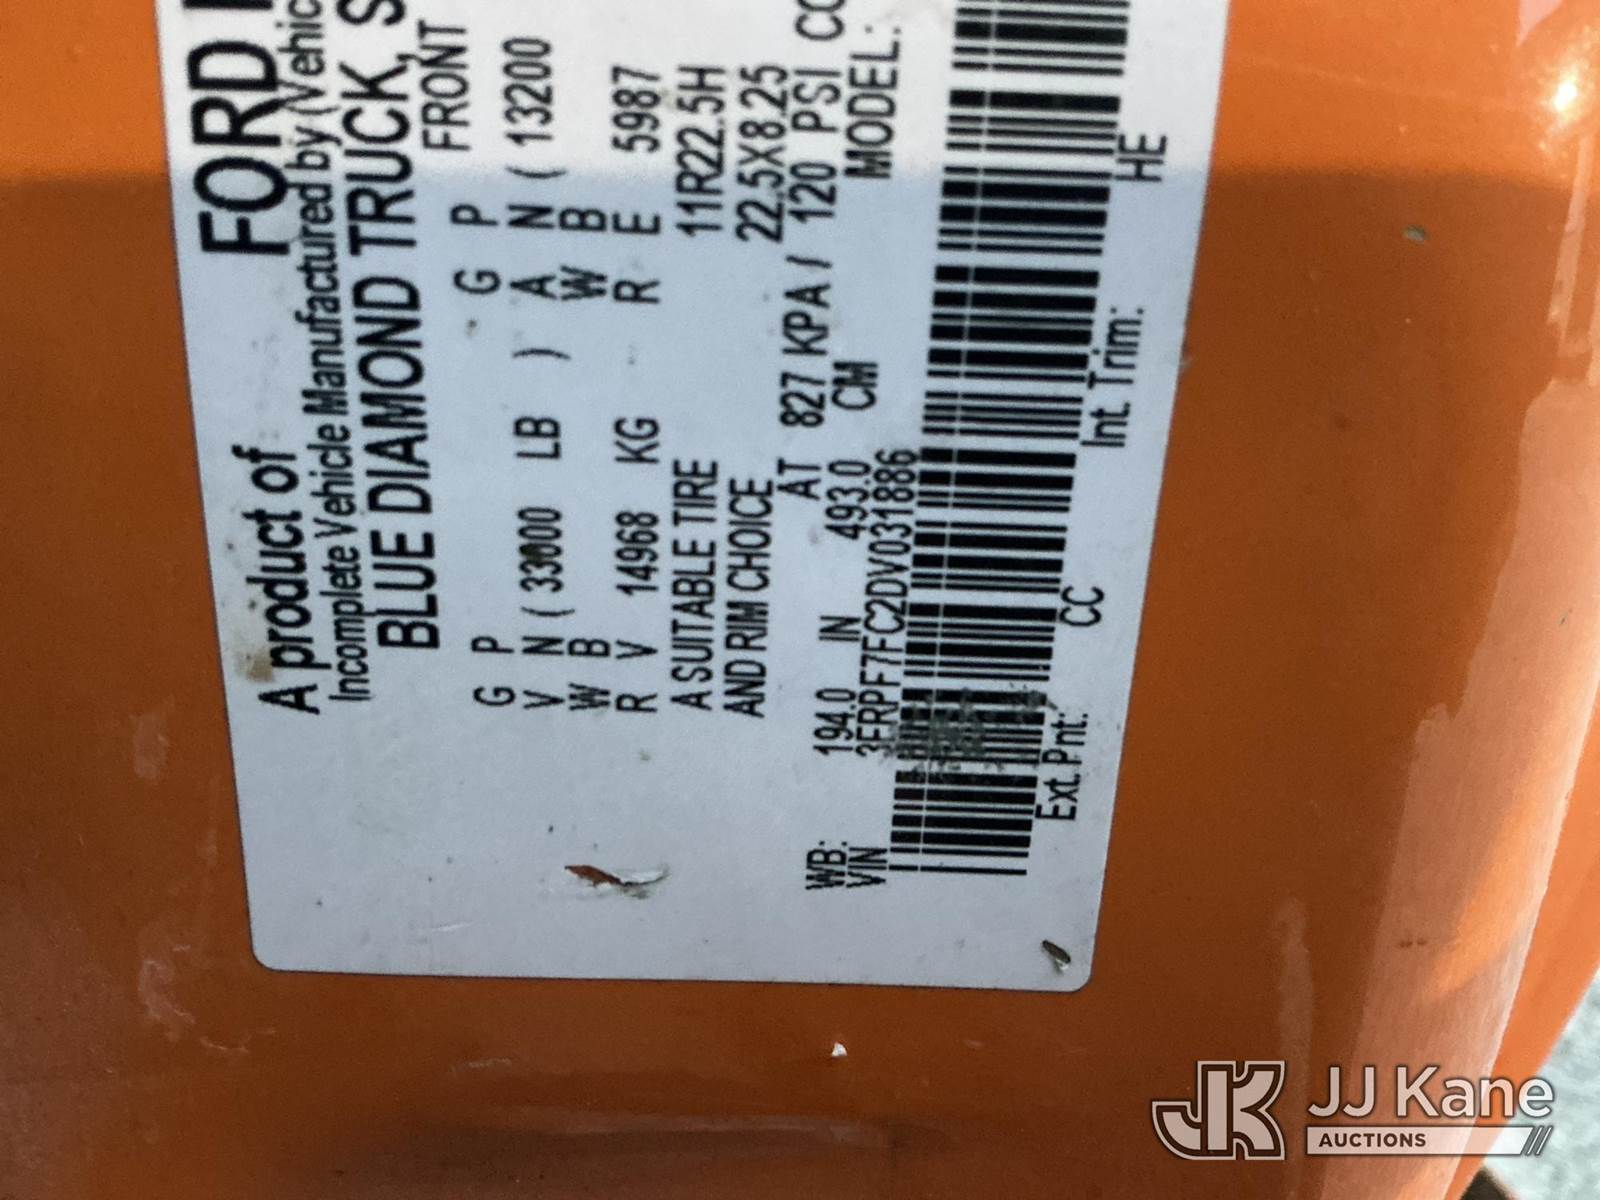 A product of FORD
Incomplete Vehicle Manufactured by (Vehic
BLUE DIAMOND TRUCK, S
FRONT
G P G P
V N ( 33000 LB ) A N ( 13200
W B W B
R V 14968 KG R E 5987
A SUITABLE TIRE 11R22.5H
AND RIM CHOICE 22.5X8.25
AT 827 KPA / 120 PSI CO
WB: 194.0 IN 493.0 CM MODEL:
VIN 3FRPF7FC2DV031886
Ext. Pnt: CC Int. Trim: HE
JK JJ Kane
AUCTIONS